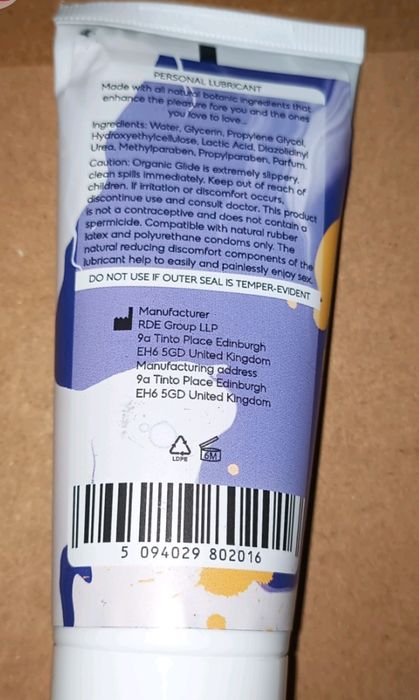 PERSONAL LUBRICANT
Made with all natural botanic ingredients that
enhance the pleasure fore you and the ones
you love to love.
Ingredients: Water, Glycerin, Propylene Glycol,
Hydroxyethylcellulose, Lactic Acid, Diazolidinyl
Urea, Methylparaben, Propylparaben, Parfum.
Caution: Organic Glide is extremely slippery,
clean spills immediately. Keep out of reach of
children. If irritation or discomfort occurs,
discontinue use and consult doctor. This product
is not a contraceptive and does not contain a
spermicide. Compatible with natural rubber
latex and polyurethane condoms only. The
natural reducing discomfort components of the
lubricant help to easily and painlessly enjoy sex.
DO NOT USE IF OUTER SEAL IS TEMPER-EVIDENT
Manufacturer
RDE Group LLP
9a Tinto Place Edinburgh
EH6 5GD United Kingdom
Manufacturing address
9a Tinto Place Edinburgh
EH6 5GD United Kingdom
LDPE
6M
5 094029 802016